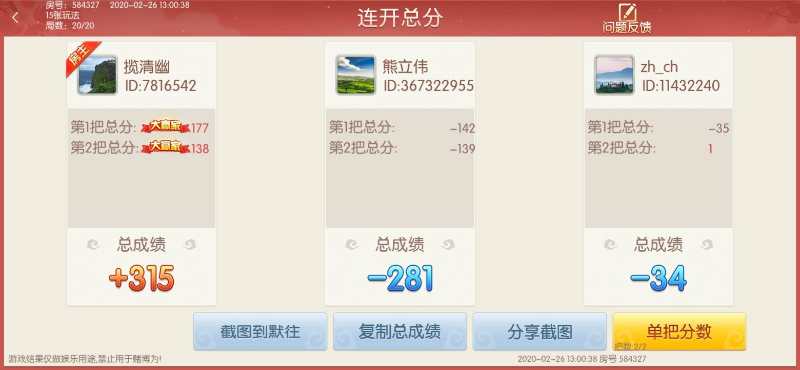 房号：584327 2020-02-26 13:00:38
15张玩法
局数：20/20
连开总分
问题反馈
房主
揽清幽
ID:7816542
熊立伟
ID:367322955
zh_ch
ID:11432240
第1把总分: 大赢家 177
第2把总分: 大赢家 138
第1把总分: -142
第2把总分: -139
第1把总分: -35
第2把总分: 1
总成绩
+315
总成绩
-281
总成绩
-34
截图到默往
复制总成绩
分享截图
单把分数
把数:2/2
游戏结果仅做娱乐用途,禁止用于赌博为!
2020-02-26 13:00:38 房号 584327